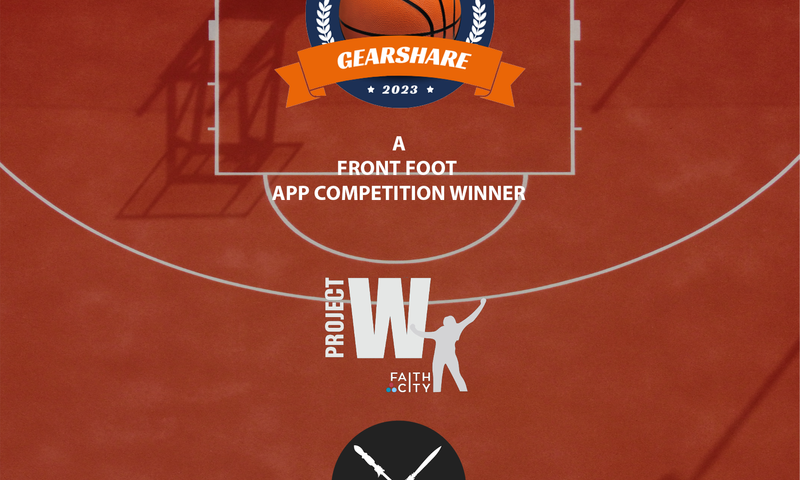 GEARSHARE
2023
A
FRONT FOOT
APP COMPETITION WINNER
PROJECT
W
FAITH
CITY